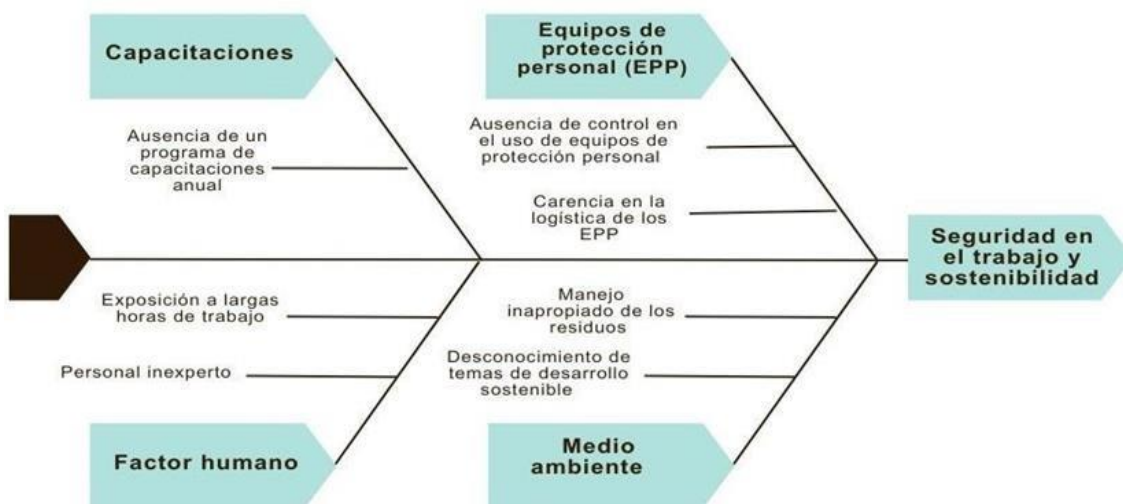 Capacitaciones
Equipos de
protección
personal (EPP)
Ausencia de un
programa de
capacitaciones
anual
Ausencia de control en
el uso de equipos de
protección personal
Carencia en la
logística de los
EPP
Seguridad en
el trabajo y
sostenibilidad
Exposición a largas
horas de trabajo
Personal inexperto
Manejo
inapropiado de los
residuos
Desconocimiento de
temas de desarrollo
sostenible
Factor humano
Medio
ambiente